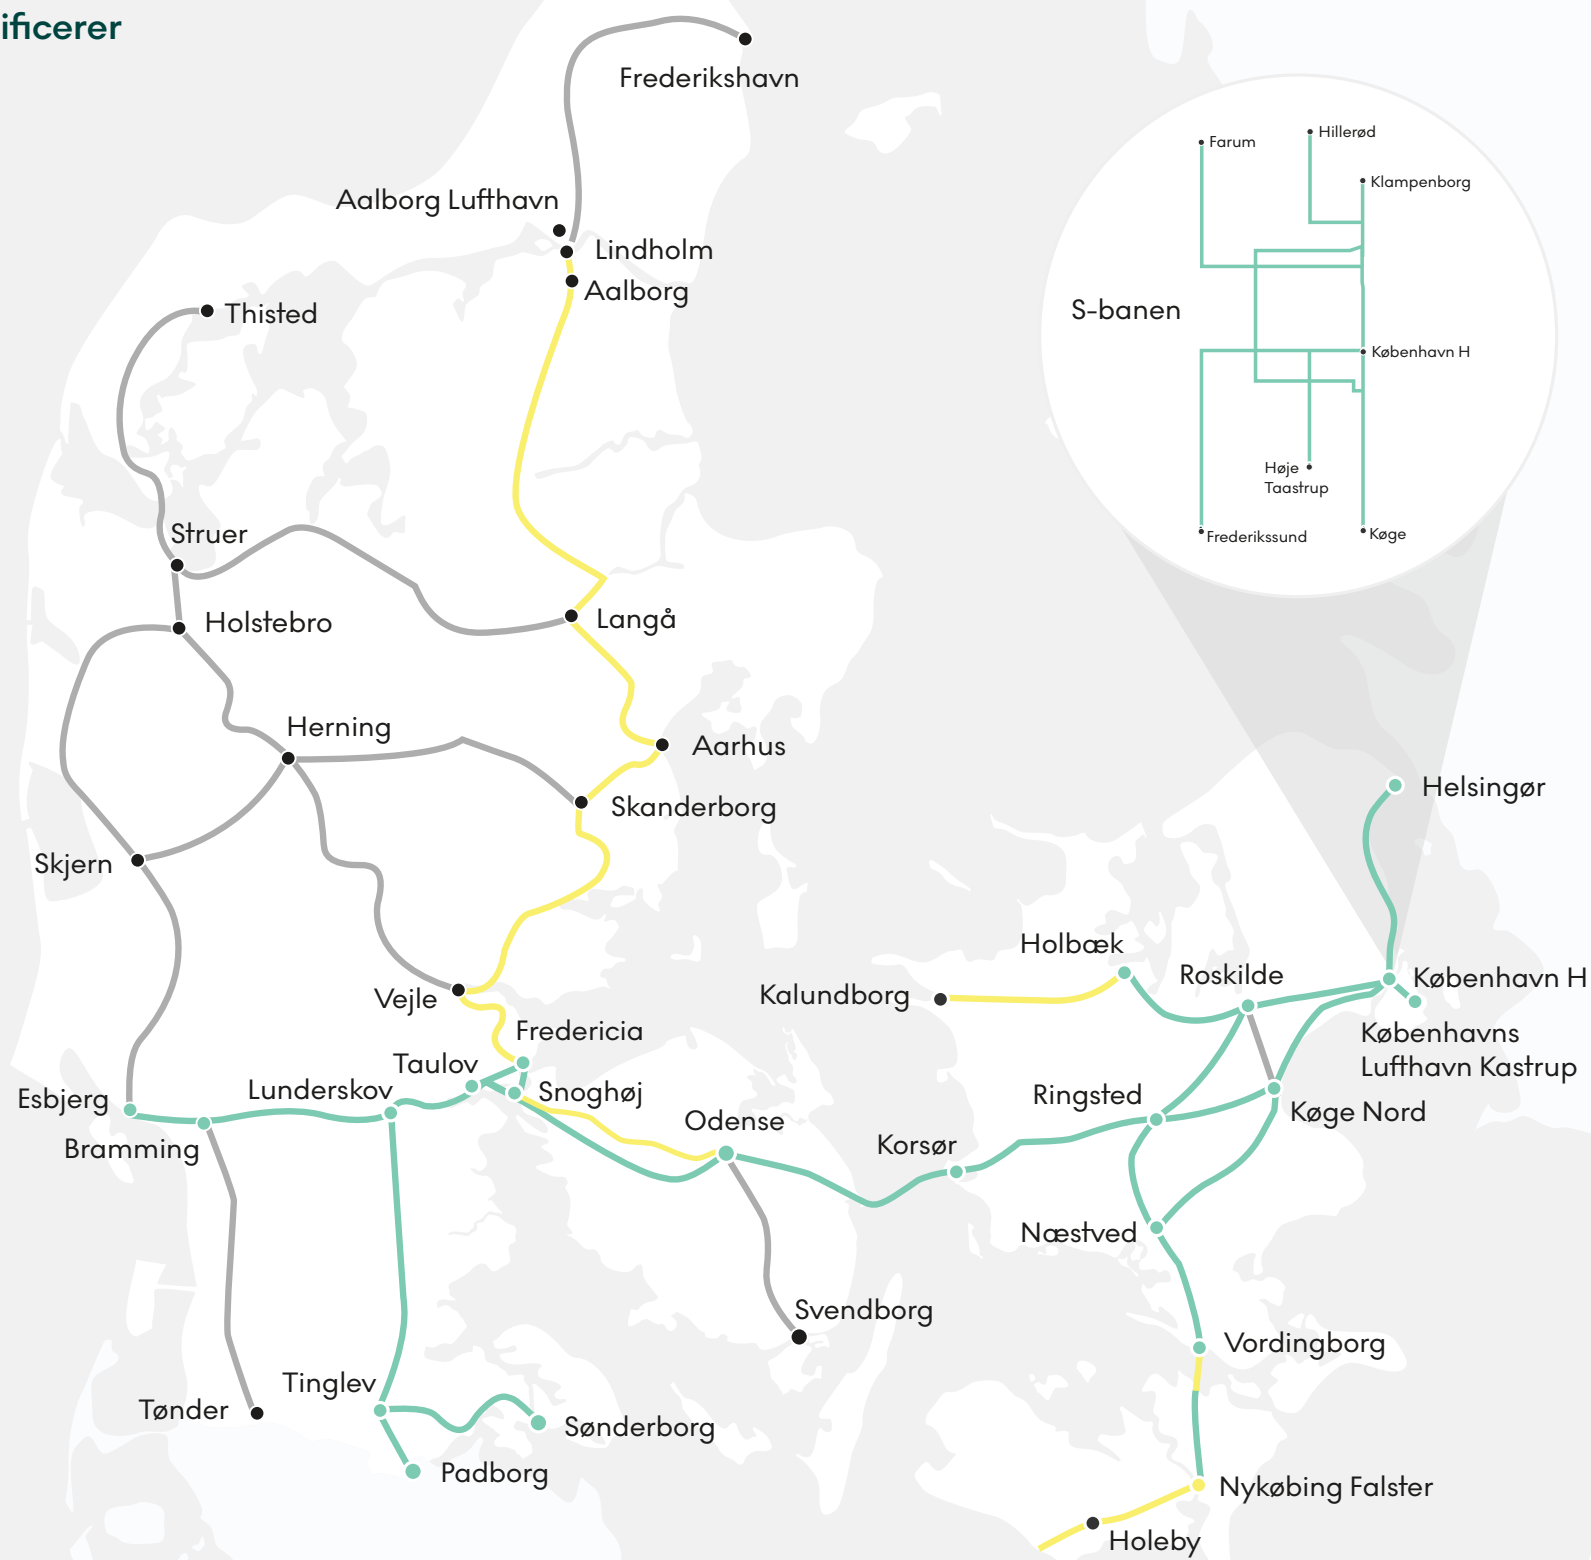 ificerer
Frederikshavn
Aalborg Lufthavn
Lindholm
Aalborg
Thisted
Struer
Holstebro
Langå
Herning
Aarhus
Skanderborg
Skjern
Vejle
Fredericia
Taulov
Snoghøj
Lunderskov
Esbjerg
Bramming
Odense
Svendborg
Tinglev
Tønder
Sønderborg
Padborg
Farum
Hillerød
Klampenborg
S-banen
København H
Høje
Taastrup
Frederikssund
Køge
Helsingør
Holbæk
Roskilde
København H
Kalundborg
Københavns
Lufthavn Kastrup
Ringsted
Køge Nord
Korsør
Næstved
Vordingborg
Nykøbing Falster
Holeby